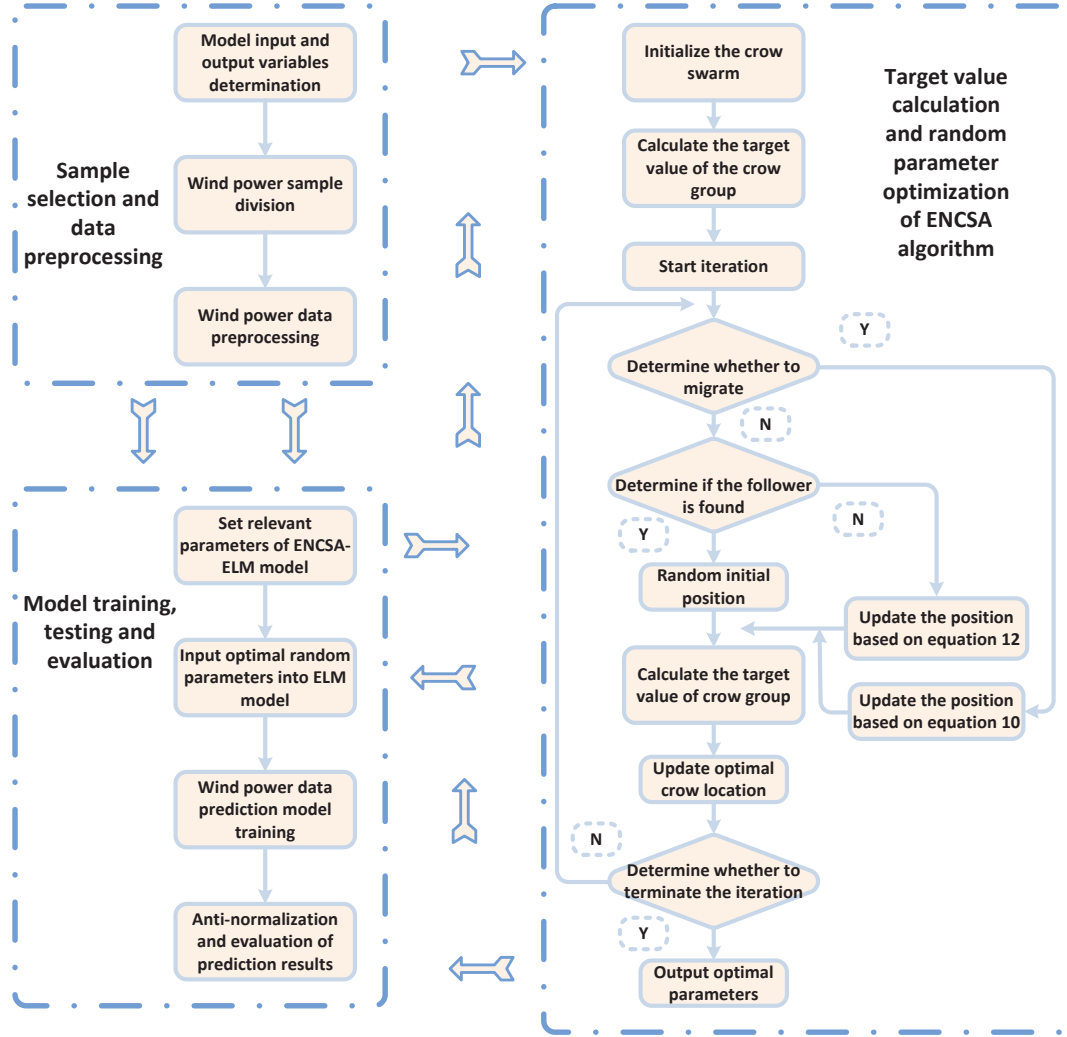 Model input and
output variables
determination
Sample
selection and
data
preprocessing
Wind power sample
division
Wind power data
preprocessing
Set relevant
parameters of ENCSA-
ELM model
Model training,
testing and
evaluation
Input optimal random
parameters into ELM
model
Wind power data
prediction model
training
Anti-normalization
and evaluation of
prediction results
Initialize the crow
swarm
Target value
calculation
and random
parameter
optimization
of ENCSA
algorithm
Calculate the target
value of the crow
group
Start iteration
Determine whether to
migrate
Y
N
Determine if the follower
is found
Y
N
Random initial
position
Update the position
based on equation 12
Calculate the target
value of crow group
Update the position
based on equation 10
Update optimal
crow location
N
Determine whether to
terminate the iteration
Y
Output optimal
parameters